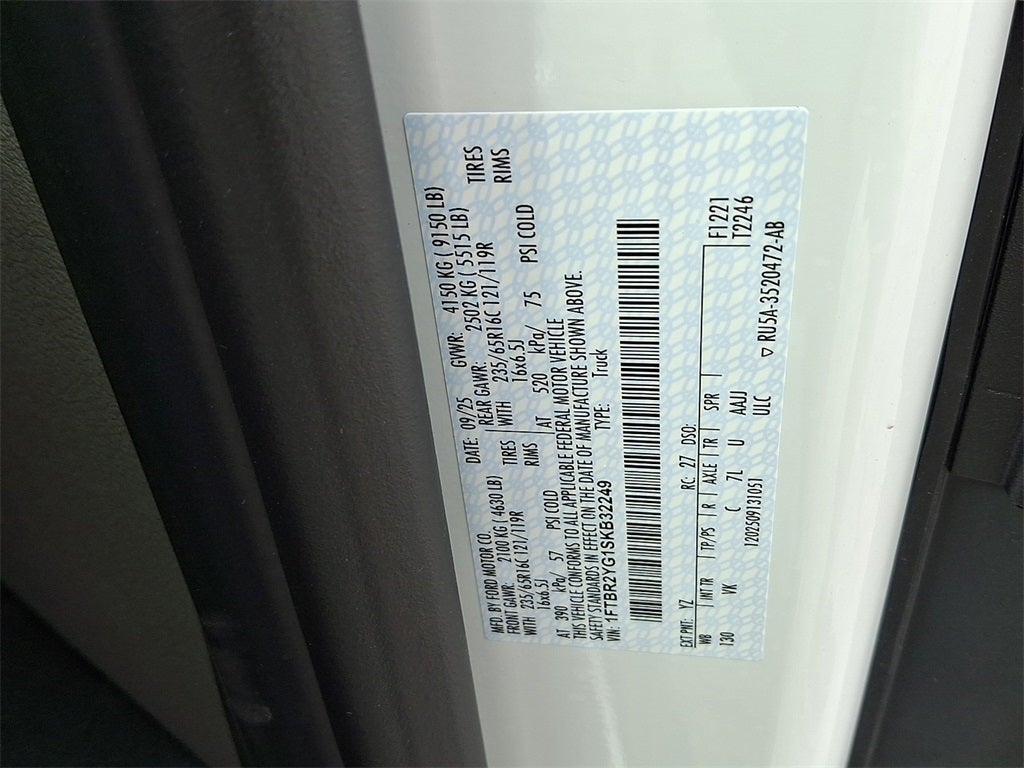 MFD. BY FORD MOTOR CO. DATE: 09/25 GVWR: 4150 KG ( 9150 LB)
FRONT GAWR: 2100 KG ( 4630 LB) REAR GAWR: 2502 KG ( 5515 LB)
WITH 235/65R16C 121/119R TIRES WITH 235/65R16C 121/119R TIRES
16x6.5J RIMS 16x6.5J RIMS
AT 390 kPa/ 57 PSI COLD AT 520 kPa/ 75 PSI COLD
THIS VEHICLE CONFORMS TO ALL APPLICABLE FEDERAL MOTOR VEHICLE
SAFETY STANDARDS IN EFFECT ON THE DATE OF MANUFACTURE SHOWN ABOVE.
VIN: 1FTBR2YG1SKB32249 TYPE: Truck
EXT PNT: YZ RC: 27 DSO: F1221
WB INT TR TP/PS R AXLE TR SPR T2246
130 VK C 7L U AAJJ
1202509131051 ULC
▽ RU5A-3520472-AB